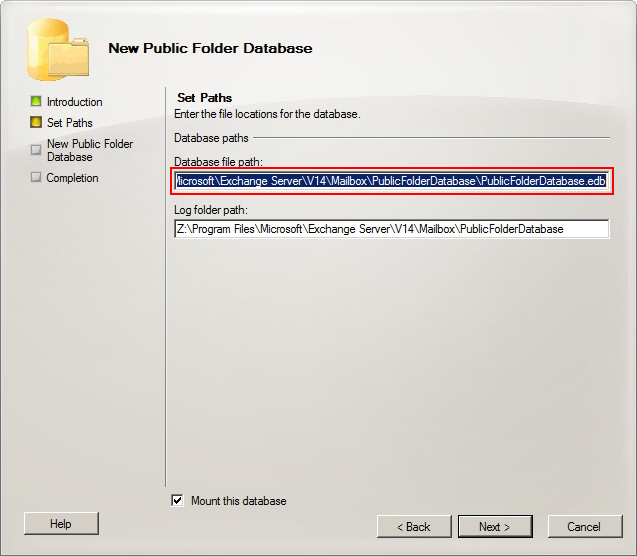 New Public Folder Database
Introduction
Set Paths
New Public Folder
Database
Completion
Set Paths
Enter the file locations for the database.
Database paths
Database file path:
Microsoft\Exchange Server\V14\Mailbox\PublicFolderDatabase\PublicFolderDatabase.edb
Log folder path:
Z:\Program Files\Microsoft\Exchange Server\V14\Mailbox\PublicFolderDatabase
Mount this database
Help
< Back
Next >
Cancel